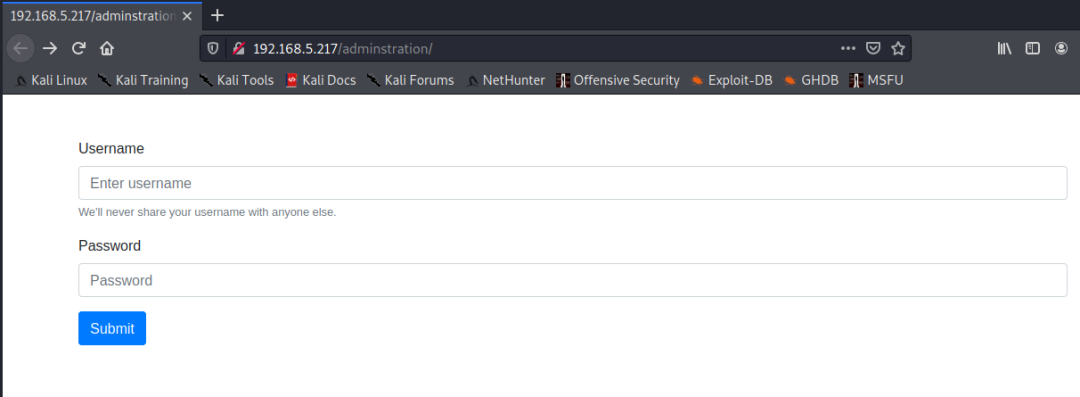 192.168.5.217/adminstration
192.168.5.217/adminstration/
Kali Linux Kali Training Kali Tools Kali Docs Kali Forums NetHunter Offensive Security Exploit-DB GHDB MSFU
Username
Enter username
We'll never share your username with anyone else.
Password
Password
Submit